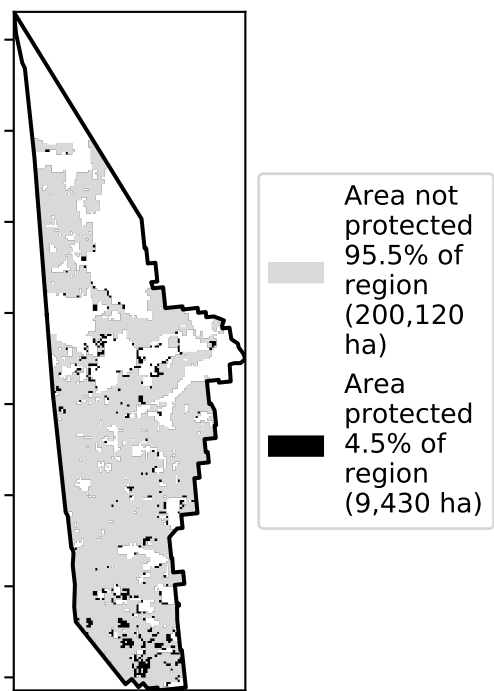 Area not
protected
95.5% of
region
(200,120
ha)
Area
protected
4.5% of
region
(9,430 ha)